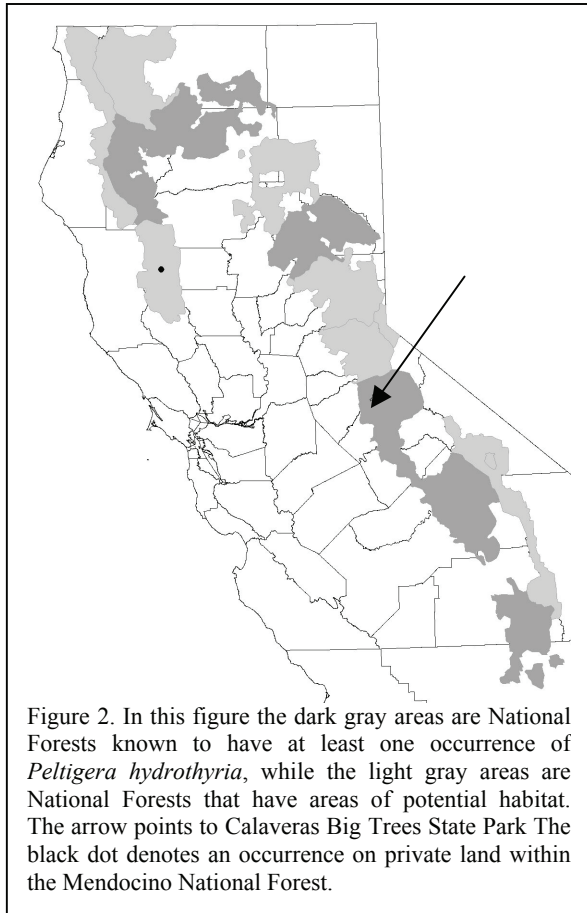 Figure 2. In this figure the dark gray areas are National
Forests known to have at least one occurrence of
Peltigera hydrothyria, while the light gray areas are
National Forests that have areas of potential habitat.
The arrow points to Calaveras Big Trees State Park The
black dot denotes an occurrence on private land within
the Mendocino National Forest.